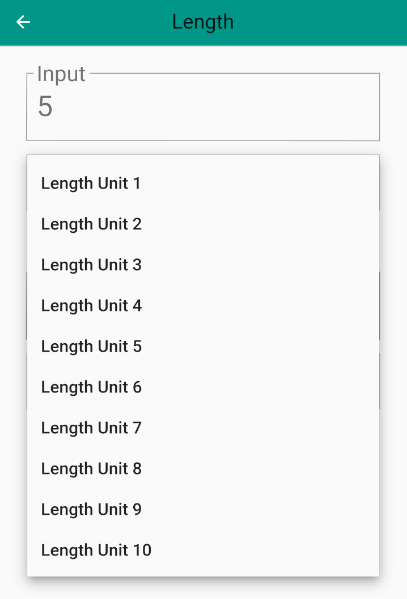 Length
Input
5
Length Unit 1
Length Unit 2
Length Unit 3
Length Unit 4
Length Unit 5
Length Unit 6
Length Unit 7
Length Unit 8
Length Unit 9
Length Unit 10